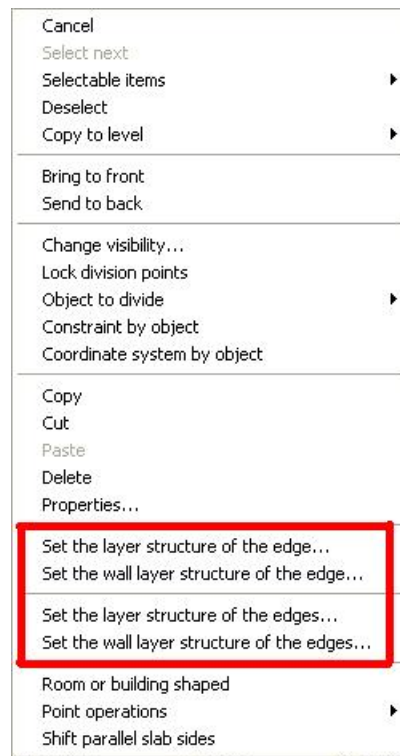 Cancel
Select next
Selectable items
Deselect
Copy to level
Bring to front
Send to back
Change visibility...
Lock division points
Object to divide
Constraint by object
Coordinate system by object
Copy
Cut
Paste
Delete
Properties...
Set the layer structure of the edge...
Set the wall layer structure of the edge...
Set the layer structure of the edges...
Set the wall layer structure of the edges...
Room or building shaped
Point operations
Shift parallel slab sides